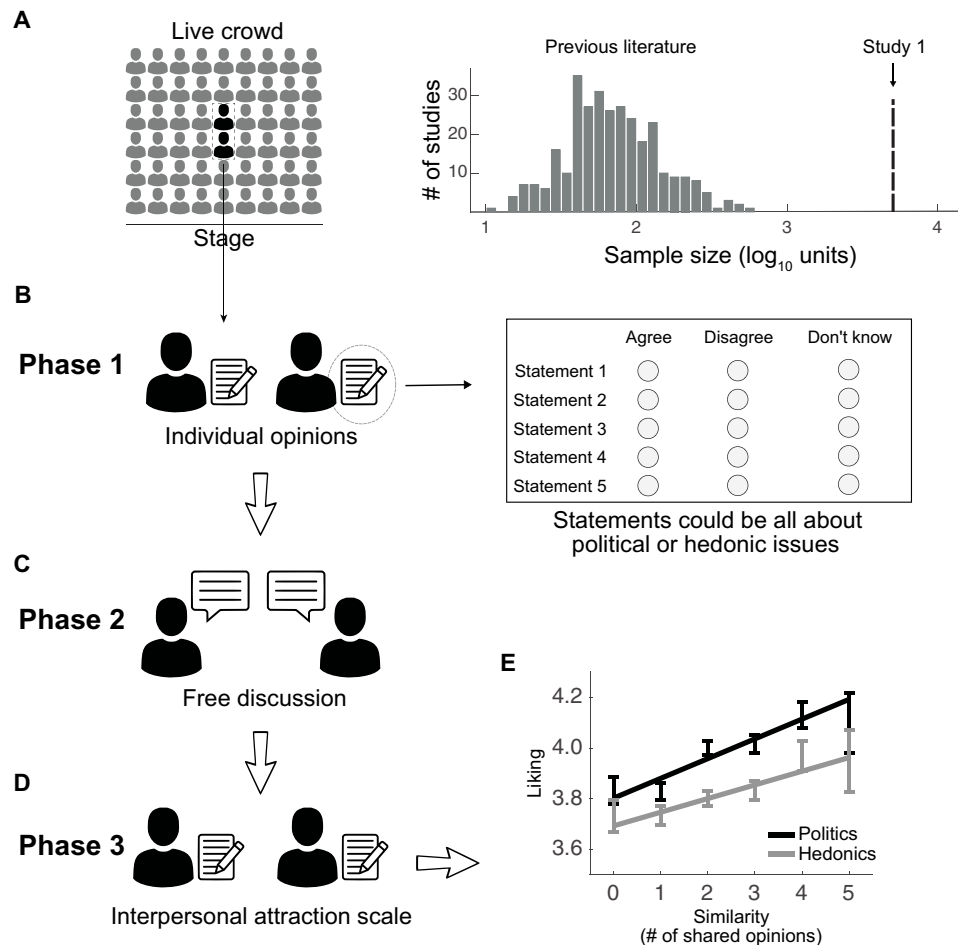 A
Live crowd
Stage
Previous literature
Study 1
# of studies
30
20
10
1
2
3
4
Sample size (log10 units)
B
Phase 1
Individual opinions
Agree Disagree Don't know
Statement 1
Statement 2
Statement 3
Statement 4
Statement 5
Statements could be all about
political or hedonic issues
C
Phase 2
Free discussion
D
Phase 3
Interpersonal attraction scale
E
Liking
4.2
4.0
3.8
3.6
Politics
Hedonics
0 1 2 3 4 5
Similarity
(# of shared opinions)